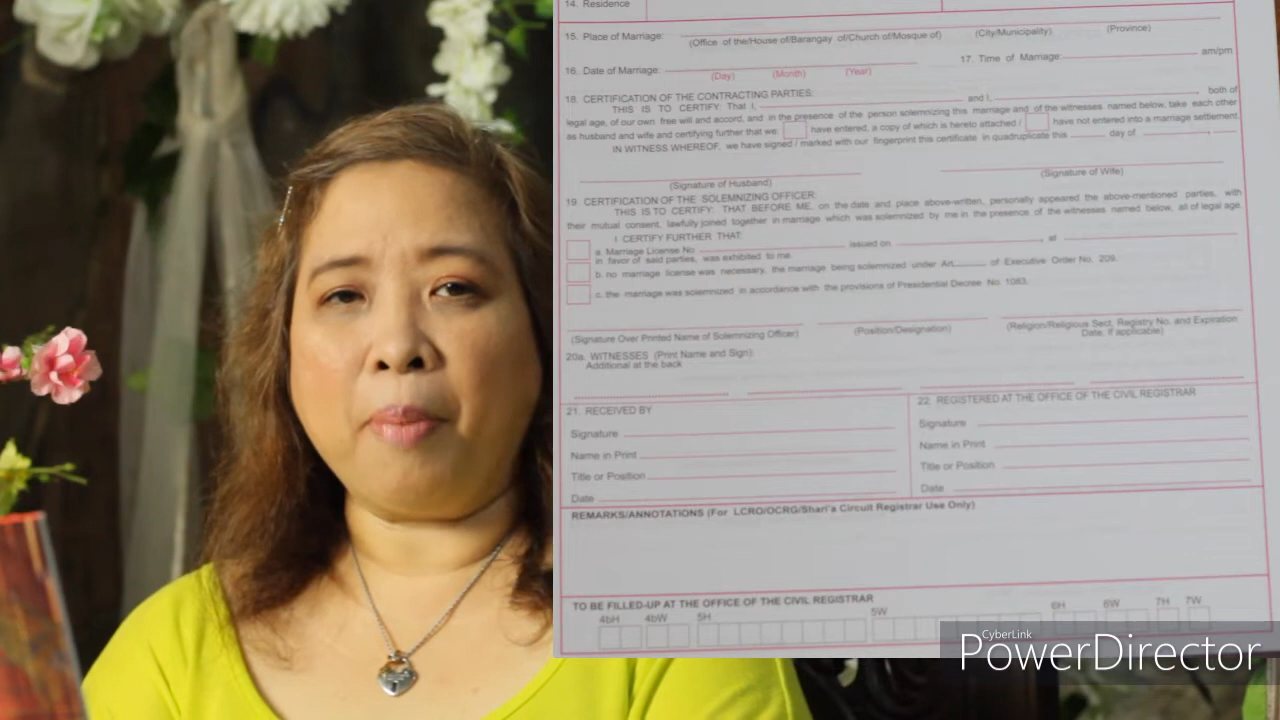 14. Residence
15. Place of Marriage:
(Office of the/House of/Barangay of/Church of/Mosque of) (City/Municipality) (Province)
16. Date of Marriage: 17. Time of Marriage: am/pm
(Day) (Month) (Year)
18. CERTIFICATION OF THE CONTRACTING PARTIES:
THIS IS TO CERTIFY: That I, and I, both of
legal age, of our own free will and accord, and in the presence of the person solemnizing this marriage and of the witnesses named below, take each other
as husband and wife and certifying further that we: have entered, a copy of which is hereto attached / have not entered into a marriage settlement.
IN WITNESS WHEREOF, we have signed / marked with our fingerprint this certificate in quadruplicate this day of ,
(Signature of Husband) (Signature of Wife)
19. CERTIFICATION OF THE SOLEMNIZING OFFICER:
THIS IS TO CERTIFY: THAT BEFORE ME, on the date and place above-written, personally appeared the above-mentioned parties, with
their mutual consent, lawfully joined together in marriage which was solemnized by me in the presence of the witnesses named below, all of legal age.
I CERTIFY FURTHER THAT:
a. Marriage License No issued on , at
in favor of said parties, was exhibited to me
b. no marriage license was necessary, the marriage being solemnized under Art. of Executive Order No. 209.
c. the marriage was solemnized in accordance with the provisions of Presidential Decree No. 1083.
(Signature Over Printed Name of Solemnizing Officer) (Position/Designation) (Religion/Religious Sect, Registry No. and Expiration
Date, if applicable)
20a. WITNESSES (Print Name and Sign):
Additional at the back
21. RECEIVED BY
Signature
Name in Print
Title or Position
Date
22. REGISTERED AT THE OFFICE OF THE CIVIL REGISTRAR
Signature
Name in Print
Title or Position
Date
REMARKS/ANNOTATIONS (For LCRO/OCRG/Shari'a Circuit Registrar Use Only)
TO BE FILLED-UP AT THE OFFICE OF THE CIVIL REGISTRAR
4bH 4bW 5H 5W 6H 6W 7H 7W
CyberLink
PowerDirector